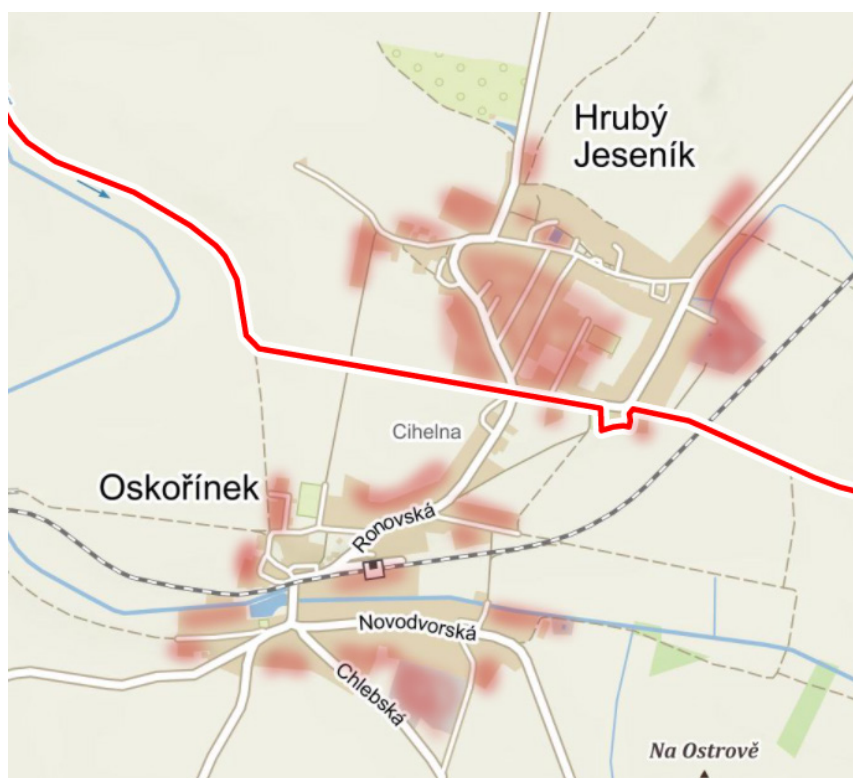 Hrubý
Jeseník
Cihelna
Oskořínek
Ronovská
Novodvorská
Chlebská
Na Ostrově